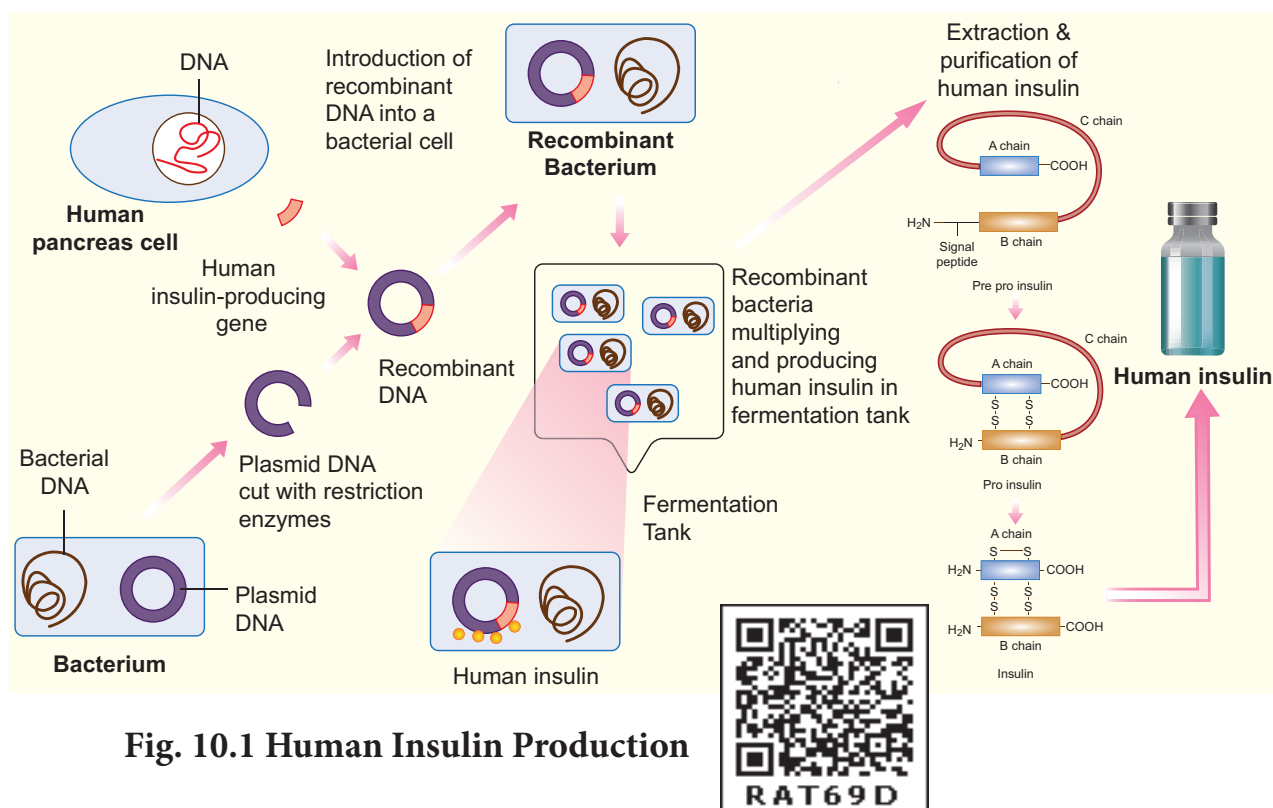 DNA
Human
pancreas cell
Introduction of
recombinant
DNA into a
bacterial cell
Recombinant
Bacterium
Human
insulin-producing
gene
Recombinant
DNA
Plasmid DNA
cut with restriction
enzymes
Bacterial
DNA
Plasmid
DNA
Bacterium
Recombinant
bacteria
multiplying
and producing
human insulin in
fermentation tank
Fermentation
Tank
Human insulin
Extraction &
purification of
human insulin
C chain
A chain
COOH
H₂N
Signal
peptide
B chain
Pre pro insulin
C chain
A chain
COOH
S S
S S
H₂N
B chain
Pro insulin
A chain
S S
H₂N COOH
S S
S S
H₂N COOH
B chain
Insulin
Human insulin
Fig. 10.1 Human Insulin Production
RAT69D